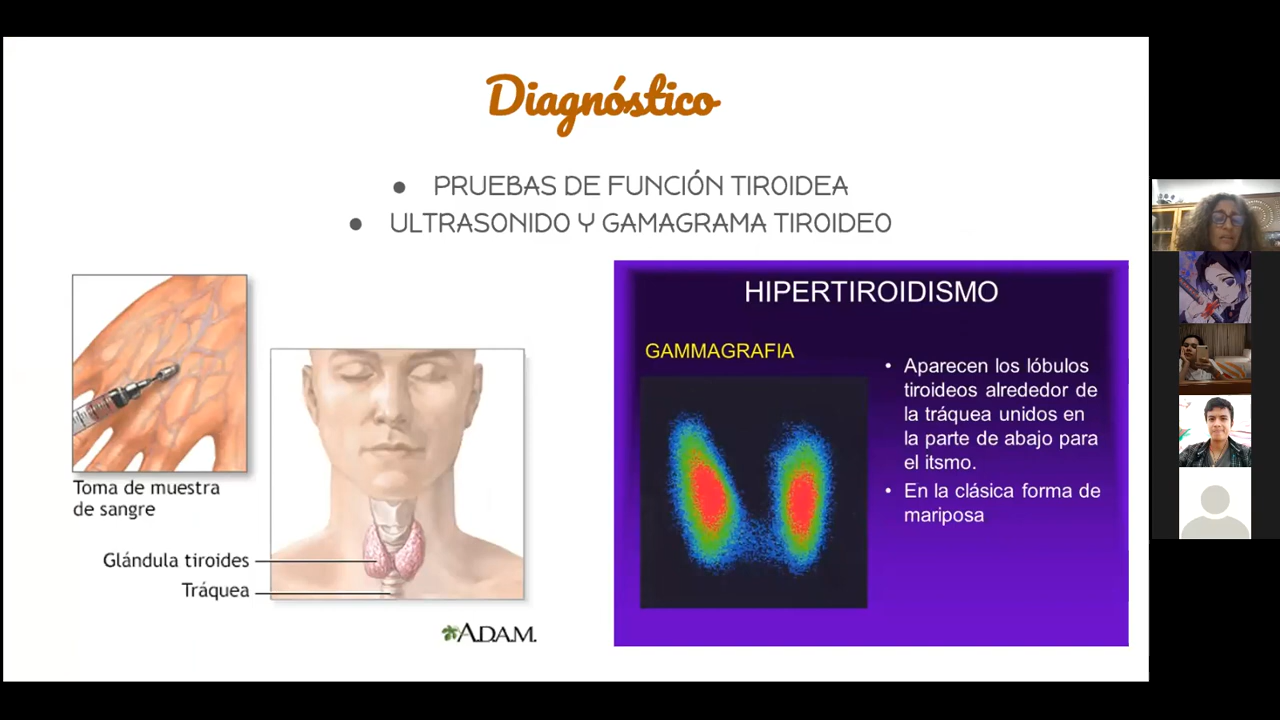 Diagnóstico
● PRUEBAS DE FUNCIÓN TIROIDEA
● ULTRASONIDO Y GAMAGRAMA TIROIDEO
Toma de muestra
de sangre
Glándula tiroides
Tráquea
A.D.A.M.
HIPERTIROIDISMO
GAMMAGRAFIA
• Aparecen los lóbulos
tiroideos alrededor de
la tráquea unidos en
la parte de abajo para
el itsmo.
• En la clásica forma de
mariposa